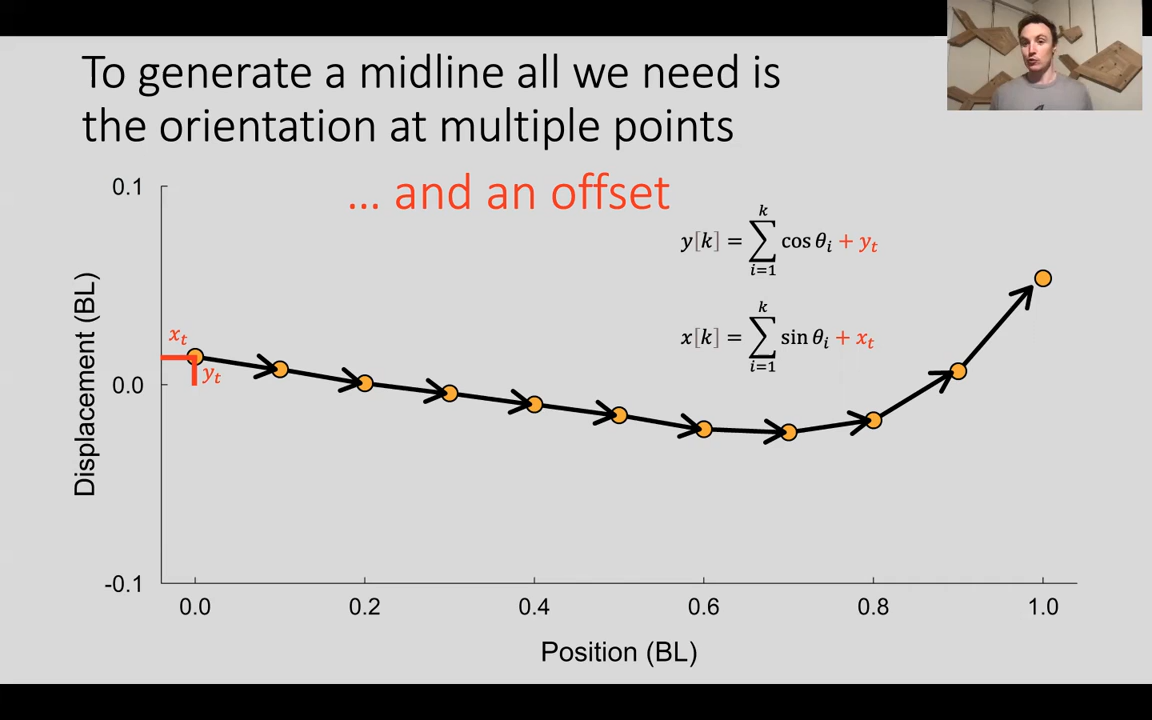 To generate a midline all we need is
the orientation at multiple points
... and an offset
y[k] = ∑_{i=1}^{k} cos θ_i + y_t
x[k] = ∑_{i=1}^{k} sin θ_i + x_t
x_t
y_t
0.1
0.0
-0.1
Displacement (BL)
0.0 0.2 0.4 0.6 0.8 1.0
Position (BL)